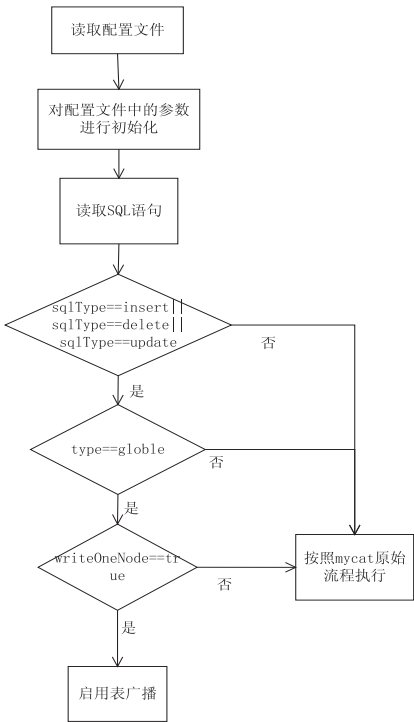 读取配置文件
对配置文件中的参数
进行初始化
读取SQL语句
sqlType==insert||
sqlType==delete||
sqlType==update
否
是
type==globle
否
是
writeOneNode==tr
ue
否
按照mycat原始
流程执行
是
启用表广播